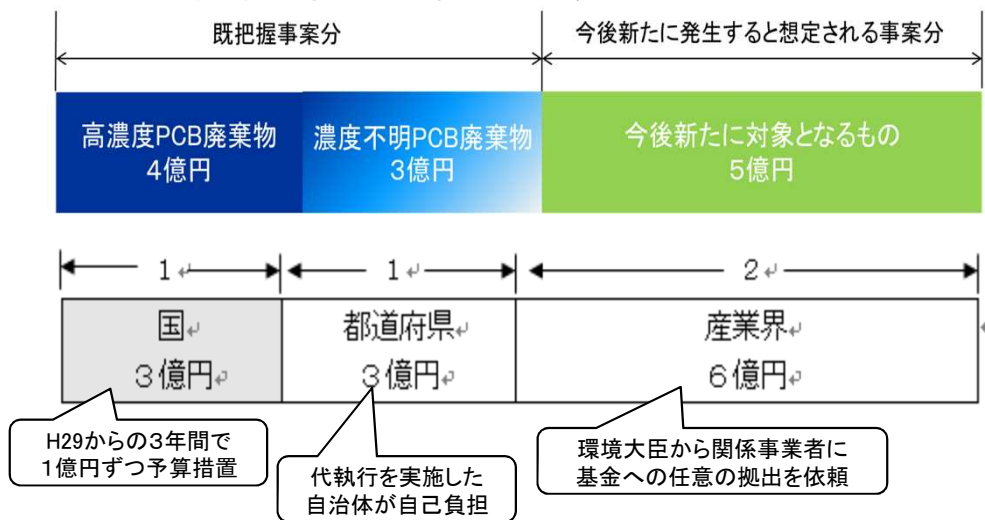 既把握事案分
今後新たに発生すると想定される事案分
高濃度PCB廃棄物
4億円
濃度不明PCB廃棄物
3億円
今後新たに対象となるもの
5億円
1↵
1↵
2↵
国↵
3億円↵
都道府県↵
3億円↵
産業界↵
6億円↵
H29からの3年間で
1億円ずつ予算措置
代執行を実施した
自治体が自己負担
環境大臣から関係事業者に
基金への任意の拠出を依頼